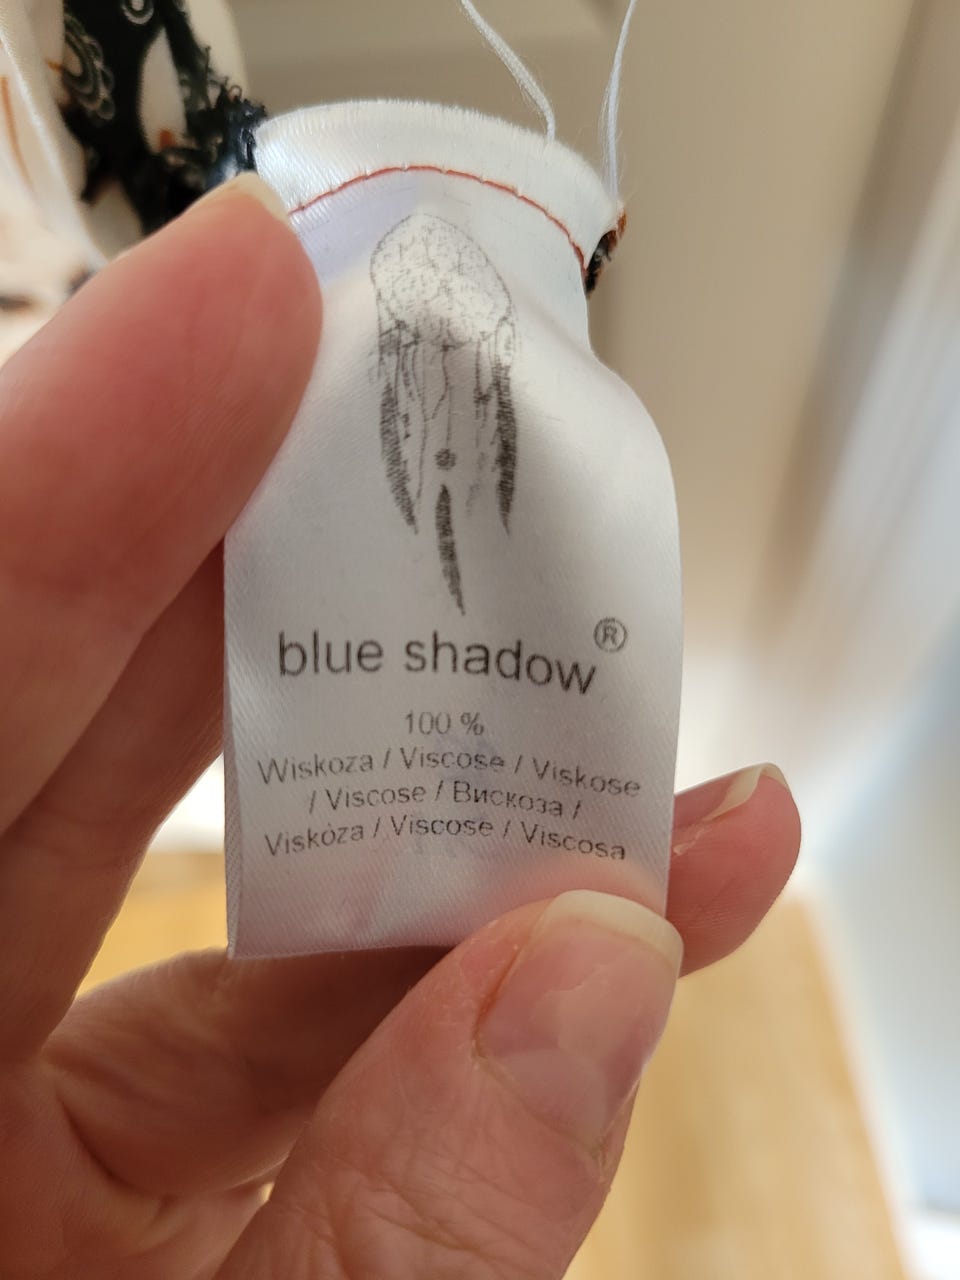 blue shadow®
100 %
Wiskoza / Viscose / Viskose
/ Viscose / Вискоза /
Viskóza / Viscose / Viscosa